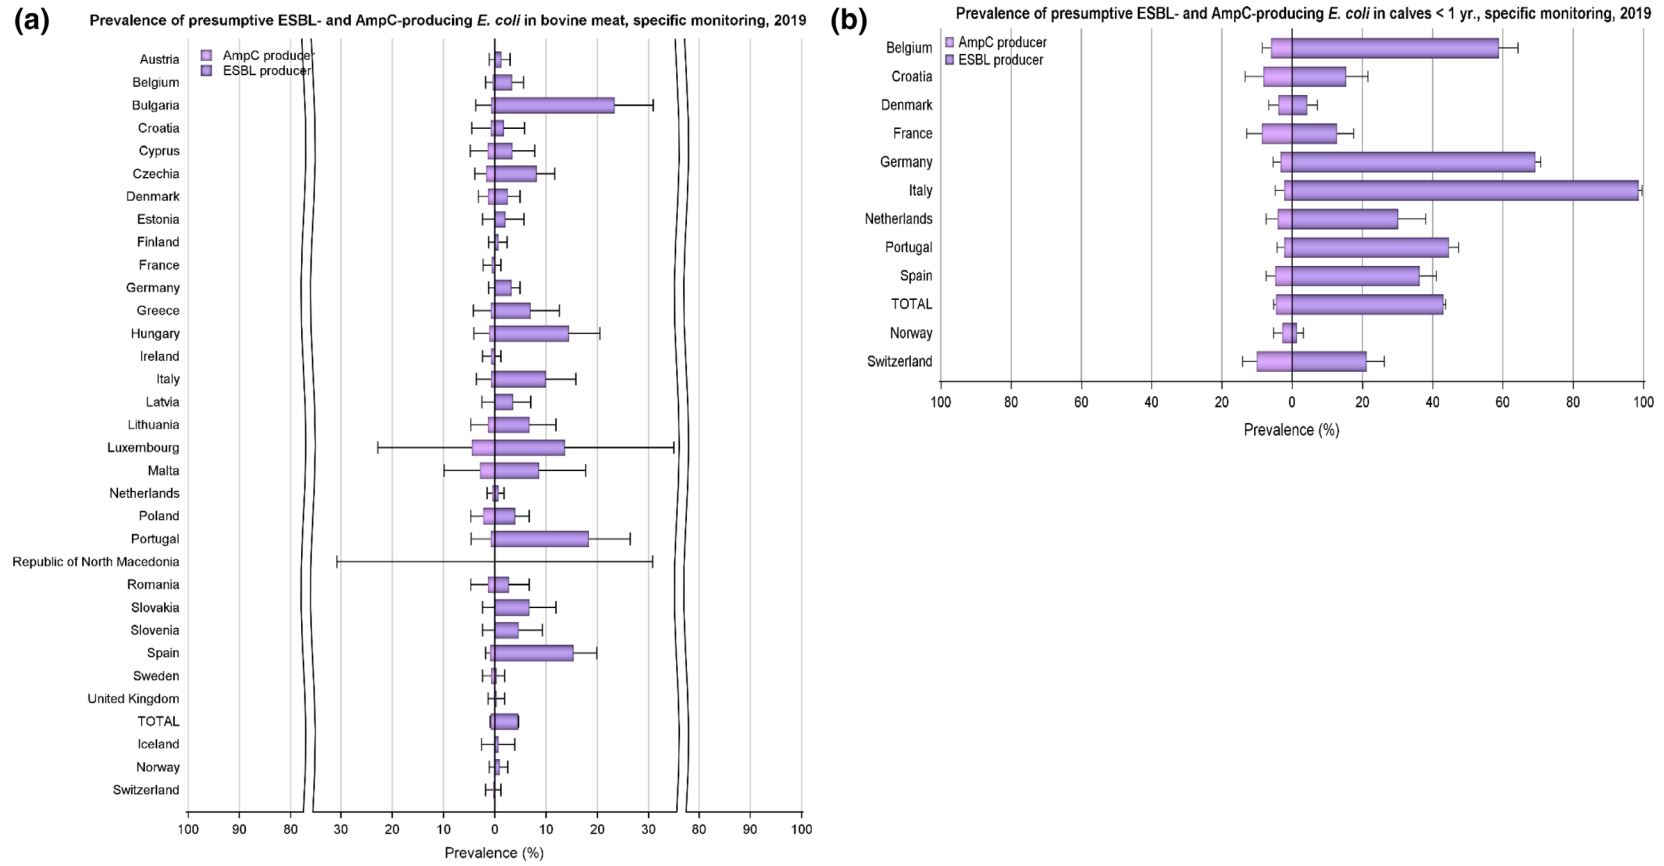 (a)
Prevalence of presumptive ESBL- and AmpC-producing E. coli in bovine meat, specific monitoring, 2019
AmpC producer
ESBL producer
Austria
Belgium
Bulgaria
Croatia
Cyprus
Czechia
Denmark
Estonia
Finland
France
Germany
Greece
Hungary
Ireland
Italy
Latvia
Lithuania
Luxembourg
Malta
Netherlands
Poland
Portugal
Republic of North Macedonia
Romania
Slovakia
Slovenia
Spain
Sweden
United Kingdom
TOTAL
Iceland
Norway
Switzerland
100 90 80 30 20 10 0 10 20 30 80 90 100
Prevalence (%)
(b)
Prevalence of presumptive ESBL- and AmpC-producing E. coli in calves < 1 yr., specific monitoring, 2019
AmpC producer
ESBL producer
Belgium
Croatia
Denmark
France
Germany
Italy
Netherlands
Portugal
Spain
TOTAL
Norway
Switzerland
100 80 60 40 20 0 20 40 60 80 100
Prevalence (%)